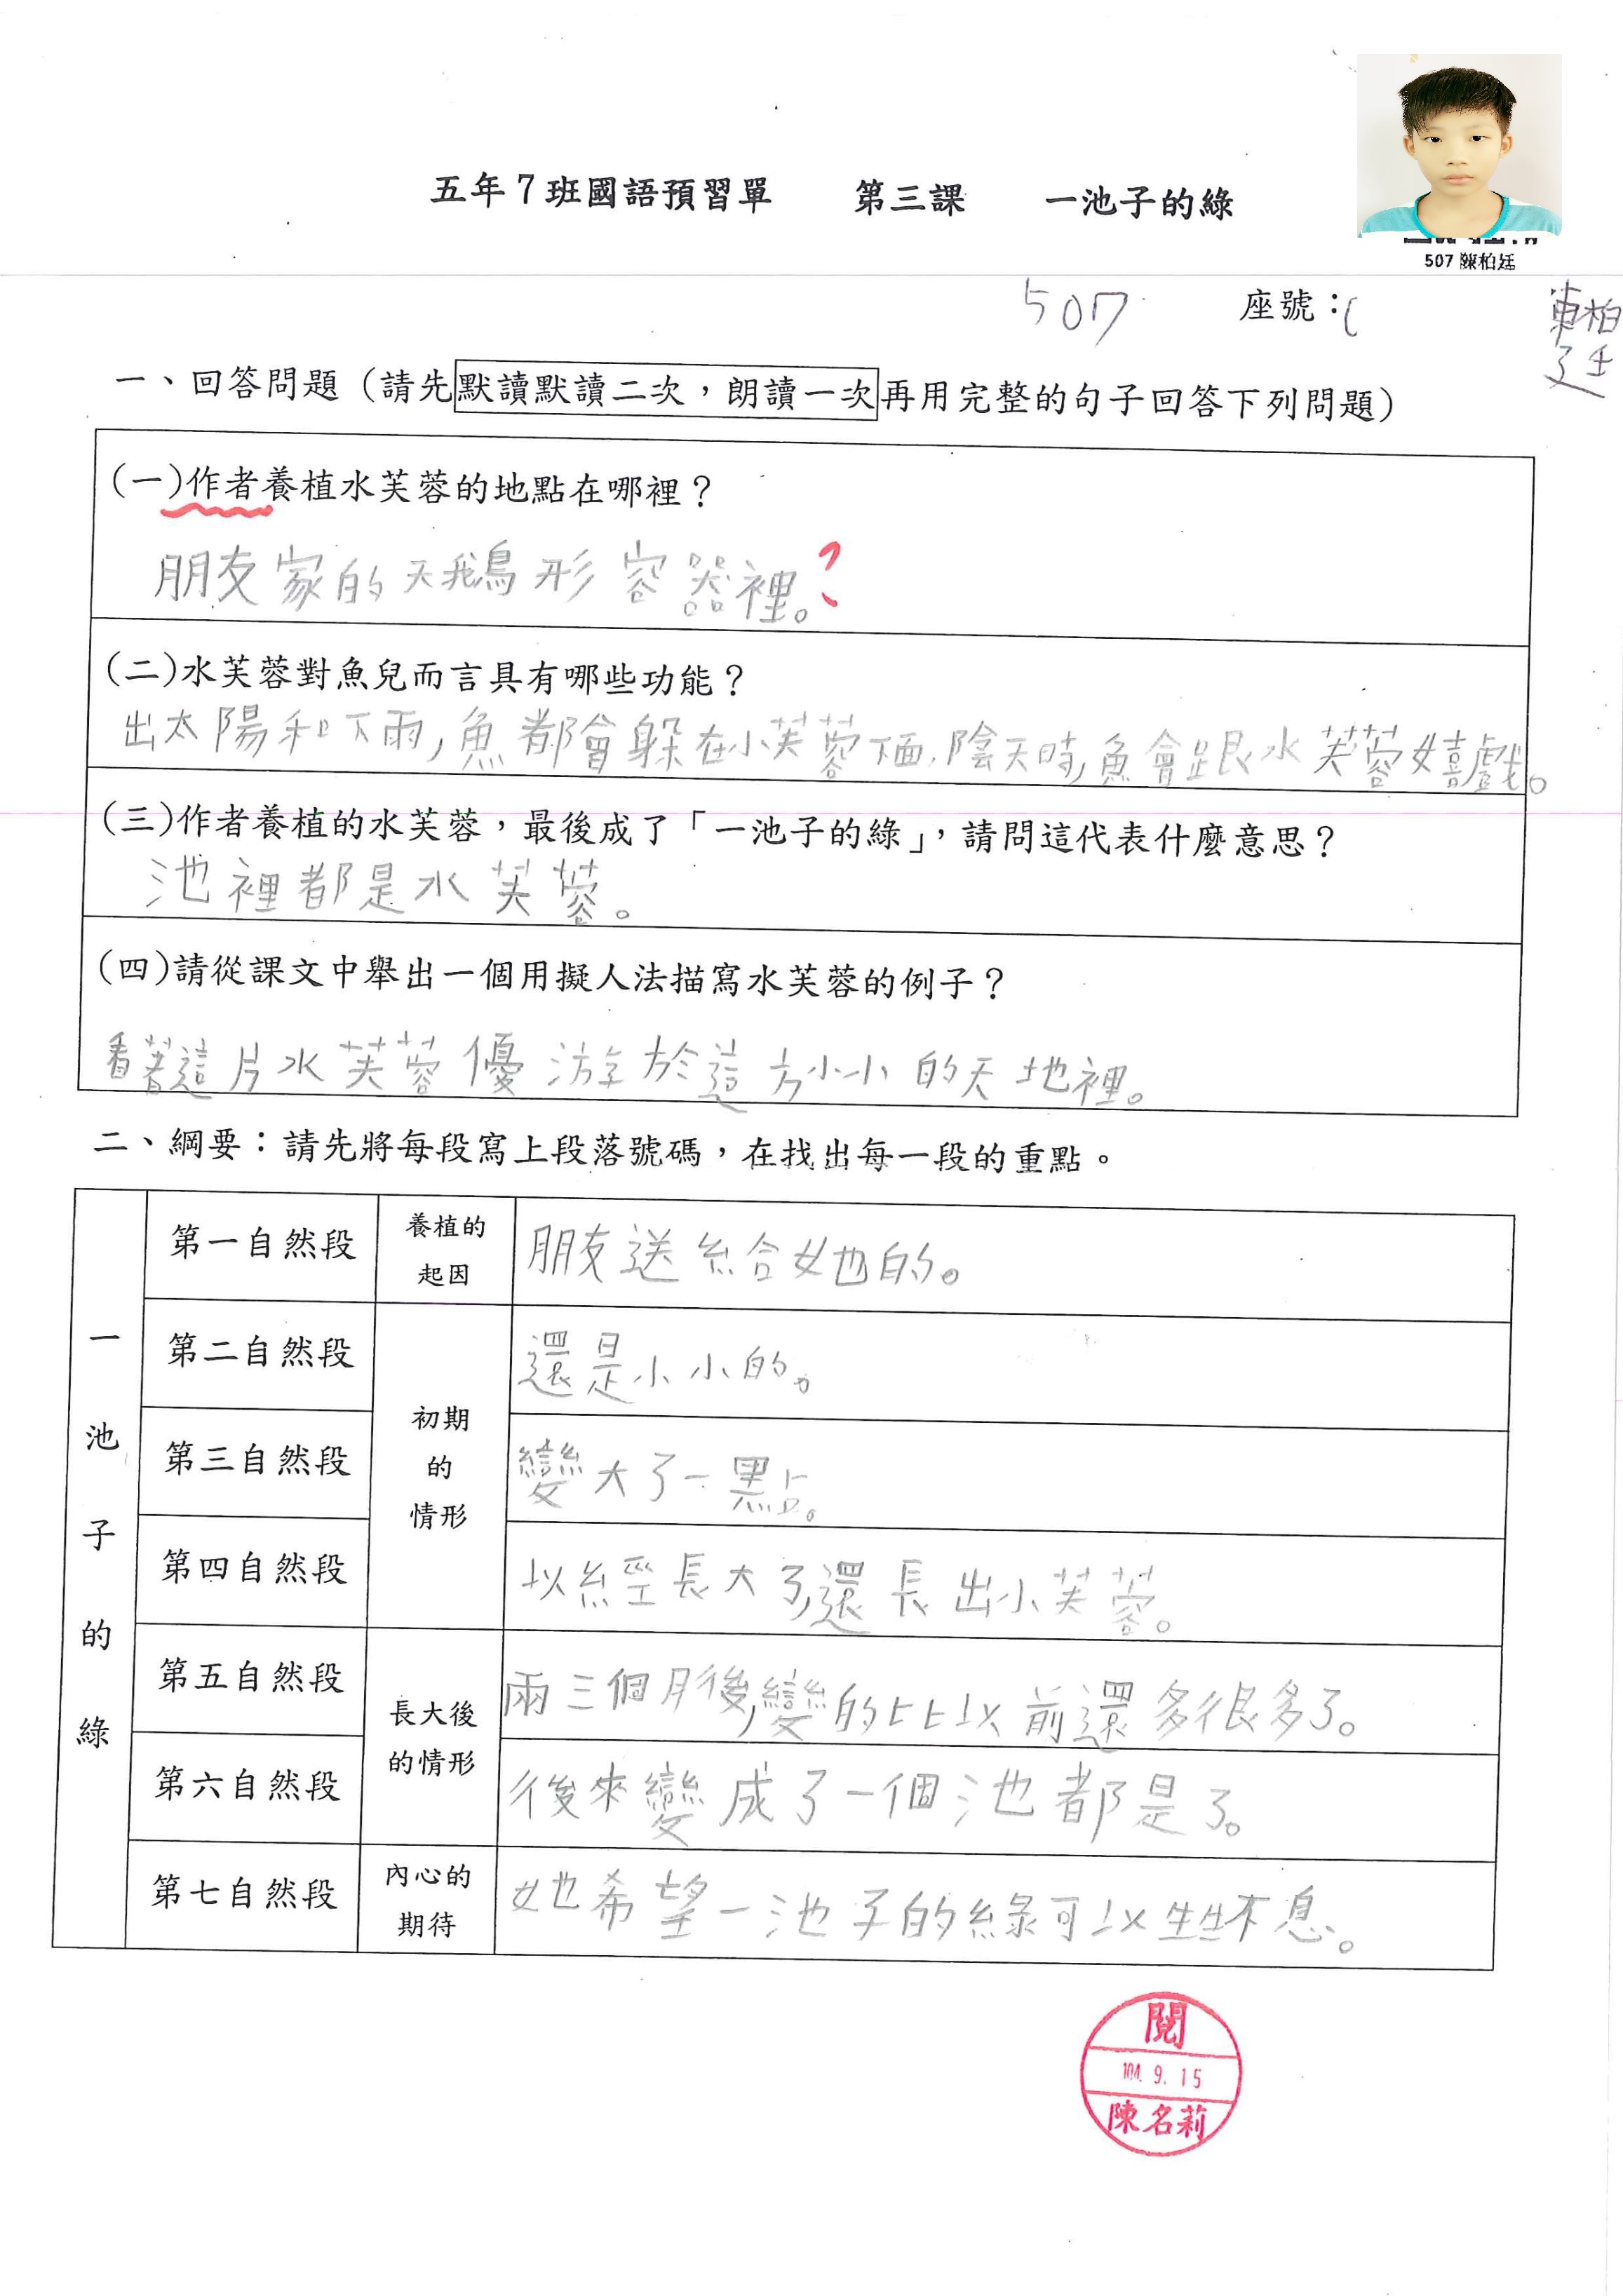 五年7班國語預習單 第三課 一池子的綠
507 陳柏廷
507 座號：
陳柏廷
一、回答問題（請先默讀默讀二次，朗讀一次再用完整的句子回答下列問題）
(一)作者養植水芙蓉的地點在哪裡？
朋友家的天鵝形容器裡。?
(二)水芙蓉對魚兒而言具有哪些功能？
出太陽和下雨,魚都會躲在小芙蓉下面,陰天時,魚會跟水芙蓉嬉戲。
(三)作者養植的水芙蓉，最後成了「一池子的綠」，請問這代表什麼意思？
池裡都是水芙蓉。
(四)請從課文中舉出一個用擬人法描寫水芙蓉的例子？
看著這片水芙蓉優游於這方小小的天地裡。
二、綱要：請先將每段寫上段落號碼，在找出每一段的重點。
一池子的綠
第一自然段 養植的起因 朋友送給她的。
第二自然段 還是小小的。
初期的情形
第三自然段 變大了一點。
第四自然段 以經長大了,還長出小芙蓉。
第五自然段 兩三個月後,變的比以前還多很多了。
長大後的情形
第六自然段 後來變成了一個池都是了。
第七自然段 內心的期待 她希望一池子的綠可以生生不息。
閱
104. 9. 15
陳名莉